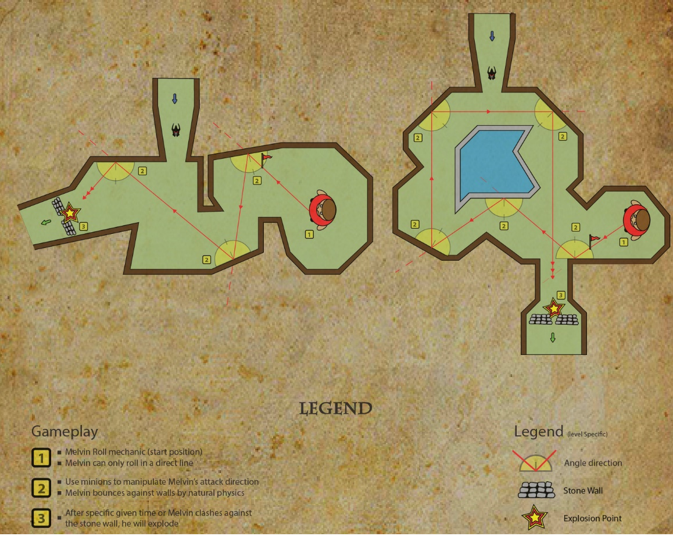 2
2
2
2
1
3
2
2
2
2
2
1
3
LEGEND
Gameplay
1
Melvin Roll mechanic (start position)
Melvin can only roll in a direct line
2
Use minigns to manipulate Melvin's attack direction
Melvin bounces against walls by natural physics
3
After specific given time or Melvin clashes against
the stone wall, he will explode
Legend (level Specific)
Angle direction
Stone Wall
Explosion Point